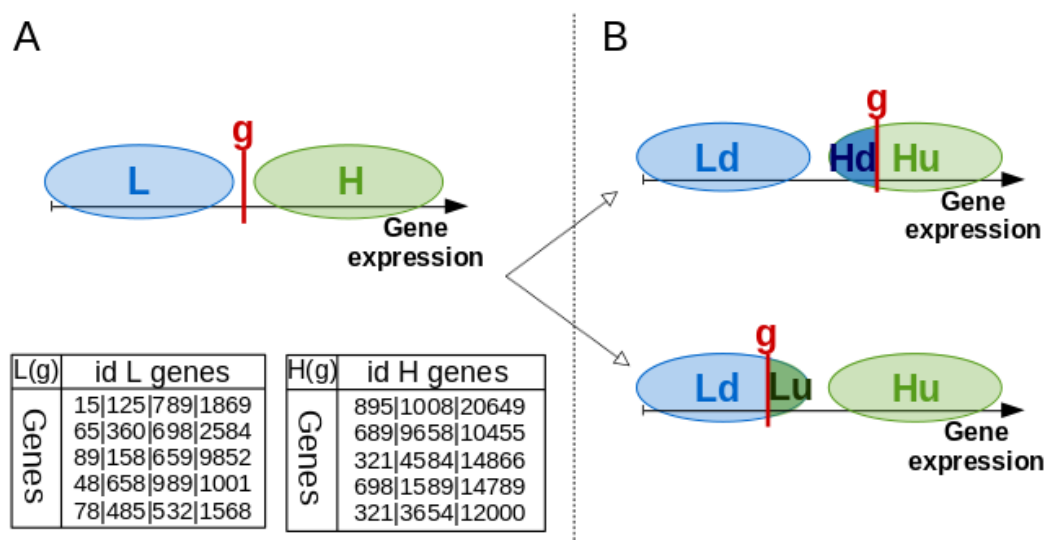 A
g
L
H
Gene
expression
L(g)
id L genes
Genes
15|125|789|1869
65|360|698|2584
89|158|659|9852
48|658|989|1001
78|485|532|1568
H(g)
id H genes
Genes
895|1008|20649
689|9658|10455
321|4584|14866
698|1589|14789
321|3654|12000
B
g
Ld
Hd
Hu
Gene
expression
g
Ld
Lu
Hu
Gene
expression